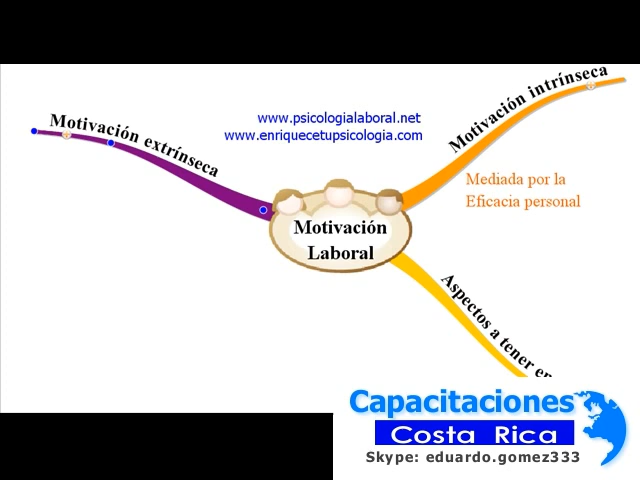 www.psicologialaboral.net
www.enriquecetupsicologia.com
Motivación extrínseca
Motivación intrínseca
Mediada por la
Eficacia personal
Motivación
Laboral
Aspectos a tener
Capacitaciones
Costa Rica
Skype: eduardo.gomez333